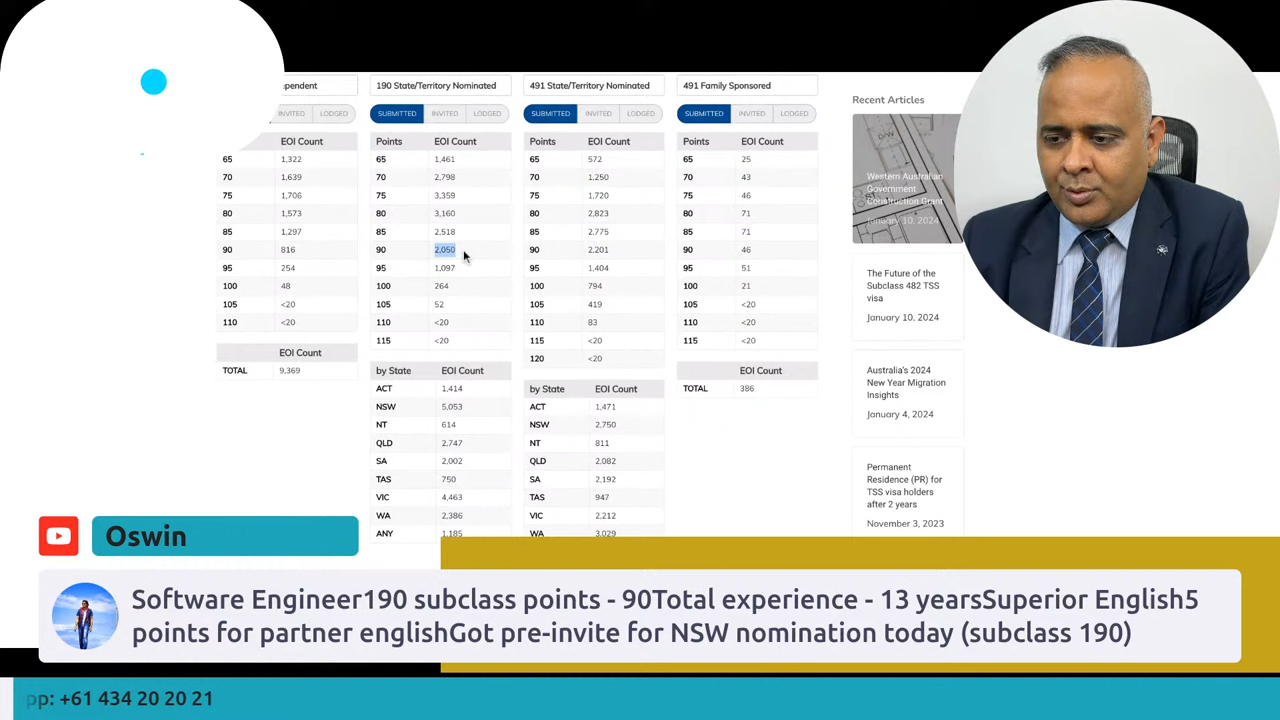 pendent
INVITED LODGED
EOI Count
65 1,322
70 1,639
75 1,706
80 1,573
85 1,297
90 816
95 254
100 48
105 <20
110 <20
EOI Count
TOTAL 9,369
190 State/Territory Nominated
SUBMITTED INVITED LODGED
Points EOI Count
65 1,461
70 2,798
75 3,359
80 3,160
85 2,518
90 2,050
95 1,097
100 264
105 52
110 <20
115 <20
by State EOI Count
ACT 1,414
NSW 5,053
NT 614
QLD 2,747
SA 2,002
TAS 750
VIC 4,463
WA 2,386
ANY 1,185
491 State/Territory Nominated
SUBMITTED INVITED LODGED
Points EOI Count
65 572
70 1,250
75 1,720
80 2,823
85 2,775
90 2,201
95 1,404
100 794
105 419
110 83
115 <20
120 <20
by State EOI Count
ACT 1,471
NSW 2,750
NT 811
QLD 2,082
SA 2,192
TAS 947
VIC 2,212
WA 3,029
491 Family Sponsored
SUBMITTED INVITED LODGED
Points EOI Count
65 25
70 43
75 46
80 71
85 71
90 46
95 51
100 21
105 <20
110 <20
115 <20
EOI Count
TOTAL 386
Recent Articles
Western Australian
Government
Construction Grant
January 10, 2024
The Future of the
Subclass 482 TSS
visa
January 10, 2024
Australia's 2024
New Year Migration
Insights
January 4, 2024
Permanent
Residence (PR) for
TSS visa holders
after 2 years
November 3, 2023
Oswin
Software Engineer190 subclass points - 90Total experience - 13 yearsSuperior English5
points for partner englishGot pre-invite for NSW nomination today (subclass 190)
pp: +61 434 20 20 21